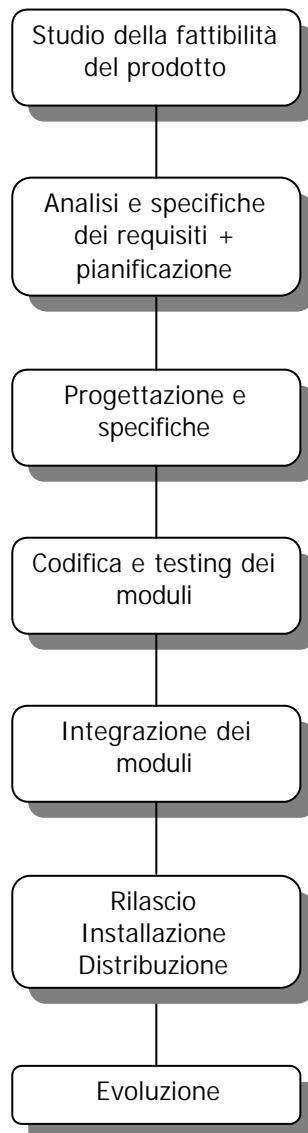 Studio della fattibilità
del prodotto
Analisi e specifiche
dei requisiti +
pianificazione
Progettazione e
specifiche
Codifica e testing dei
moduli
Integrazione dei
moduli
Rilascio
Installazione
Distribuzione
Evoluzione